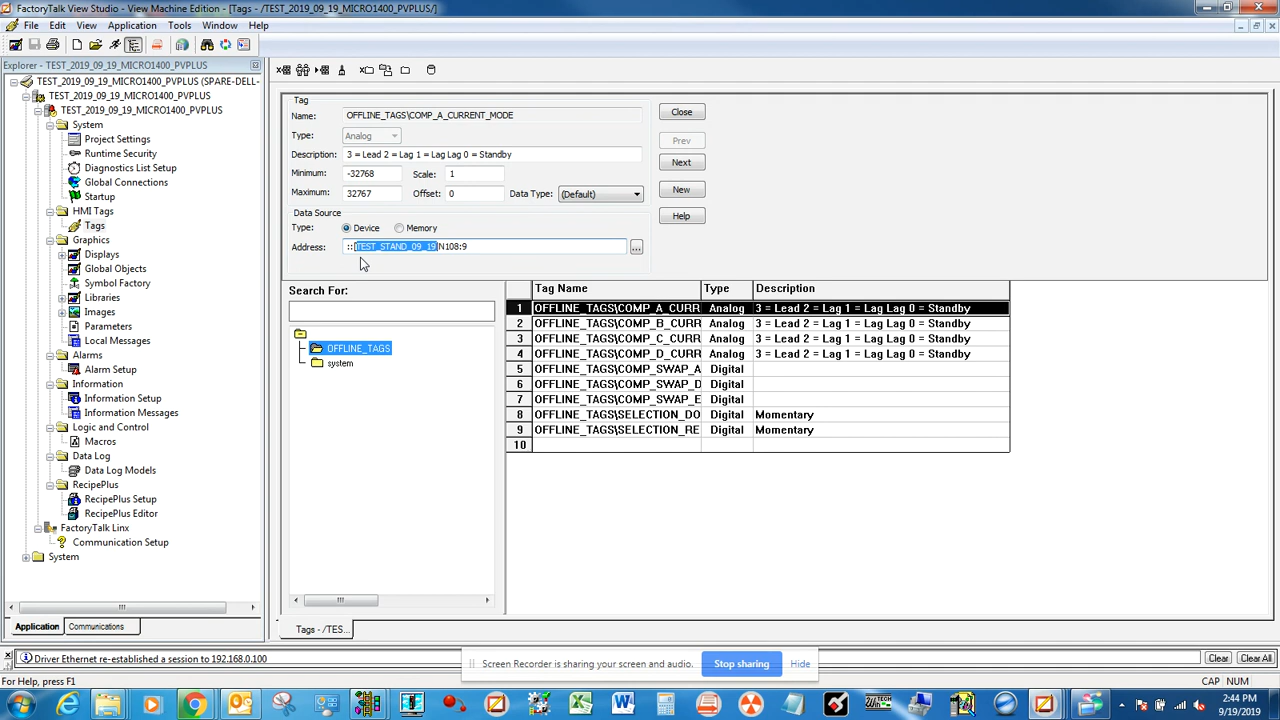 FactoryTalk View Studio - View Machine Edition - [Tags - /TEST_2019_09_19_MICRO1400_PVPLUS/]
File Edit View Application Tools Window Help
Explorer - TEST_2019_09_19_MICRO1400_PVPLUS
TEST_2019_09_19_MICRO1400_PVPLUS (SPARE-DELL-
TEST_2019_09_19_MICRO1400_PVPLUS
TEST_2019_09_19_MICRO1400_PVPLUS
System
Project Settings
Runtime Security
Diagnostics List Setup
Global Connections
Startup
HMI Tags
Tags
Graphics
Displays
Global Objects
Symbol Factory
Libraries
Images
Parameters
Local Messages
Alarms
Alarm Setup
Information
Information Setup
Information Messages
Logic and Control
Macros
Data Log
Data Log Models
RecipePlus
RecipePlus Setup
RecipePlus Editor
FactoryTalk Linx
Communication Setup
System
Application Communications
Tag
Name: OFFLINE_TAGS\COMP_A_CURRENT_MODE
Type: Analog
Description: 3 = Lead 2 = Lag 1 = Lag Lag 0 = Standby
Minimum: -32768 Scale: 1
Maximum: 32767 Offset: 0 Data Type: (Default)
Data Source
Type: Device Memory
Address: ::[TEST_STAND_09_19]N108:9 ...
Close
Prev
Next
New
Help
Search For:
OFFLINE_TAGS
system
Tag Name Type Description
1 OFFLINE_TAGS\COMP_A_CURR Analog 3 = Lead 2 = Lag 1 = Lag Lag 0 = Standby
2 OFFLINE_TAGS\COMP_B_CURR Analog 3 = Lead 2 = Lag 1 = Lag Lag 0 = Standby
3 OFFLINE_TAGS\COMP_C_CURR Analog 3 = Lead 2 = Lag 1 = Lag Lag 0 = Standby
4 OFFLINE_TAGS\COMP_D_CURR Analog 3 = Lead 2 = Lag 1 = Lag Lag 0 = Standby
5 OFFLINE_TAGS\COMP_SWAP_A Digital
6 OFFLINE_TAGS\COMP_SWAP_D Digital
7 OFFLINE_TAGS\COMP_SWAP_E Digital
8 OFFLINE_TAGS\SELECTION_DO Digital Momentary
9 OFFLINE_TAGS\SELECTION_RE Digital Momentary
10
Tags - /TES...
Driver Ethernet re-established a session to 192.168.0.100
Clear Clear All
Screen Recorder is sharing your screen and audio. Stop sharing Hide
For Help, press F1
CAP NUM
2:44 PM
9/19/2019